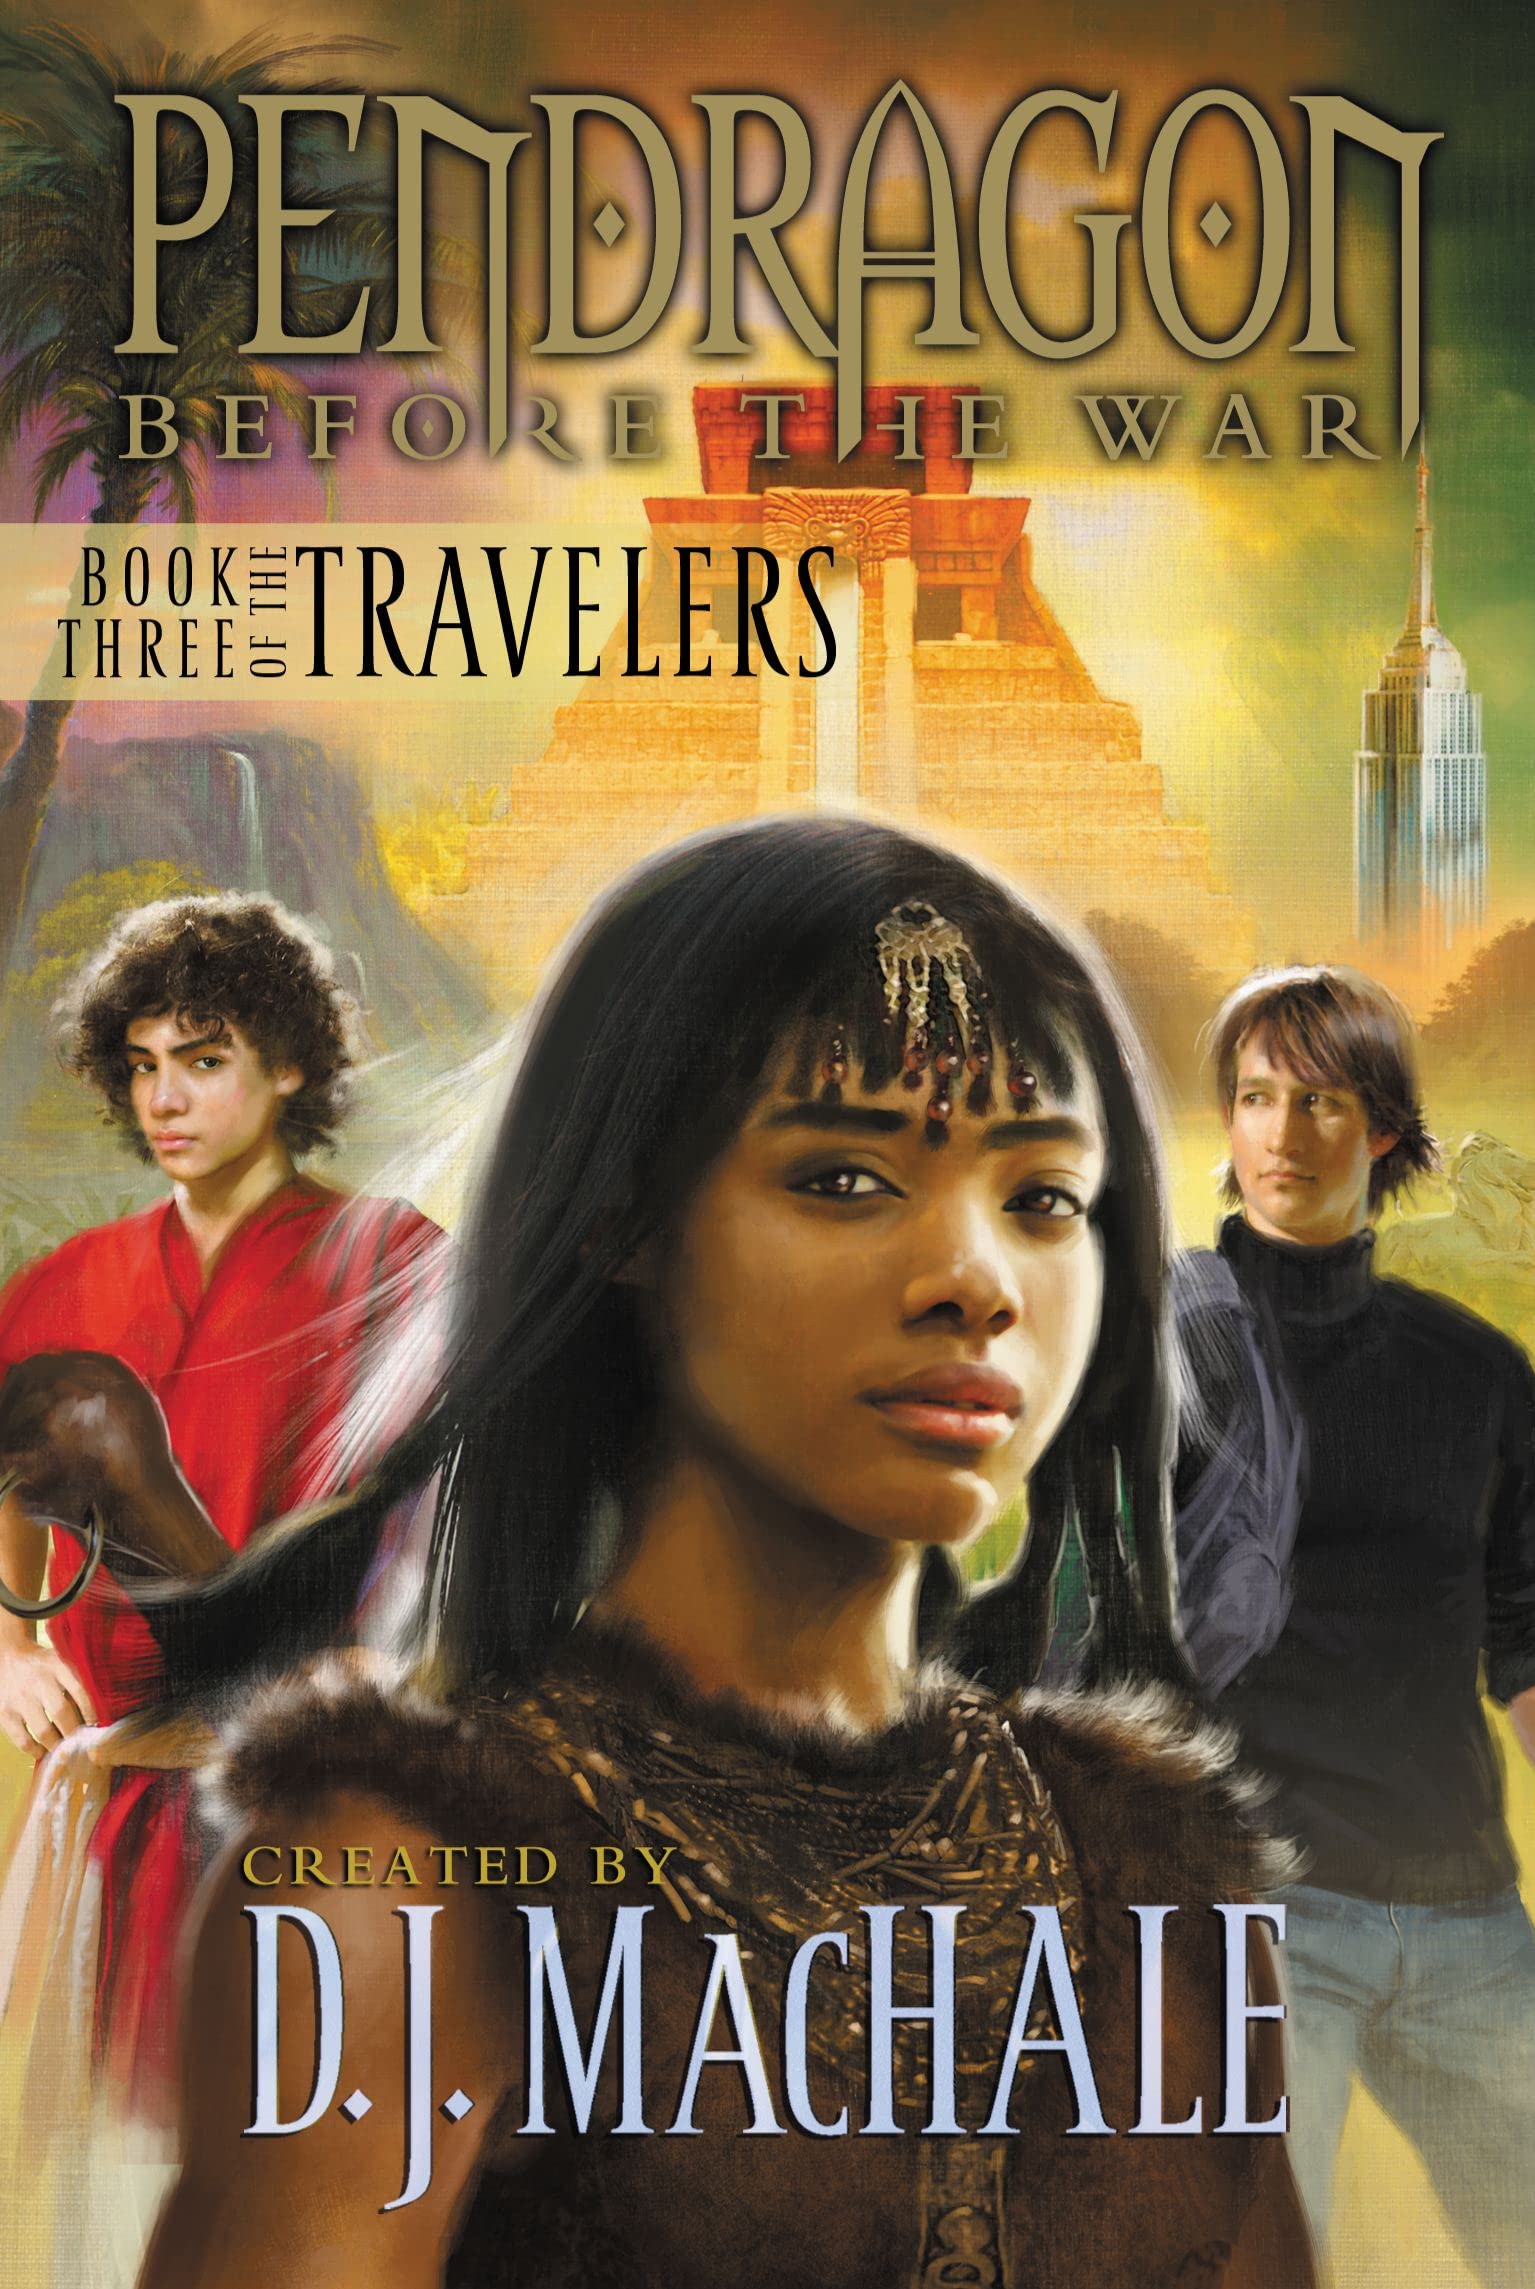 PENDRAGON
BEFORE THE WAR
BOOK THREE OF THE TRAVELERS
CREATED BY
D.J. MACHALE